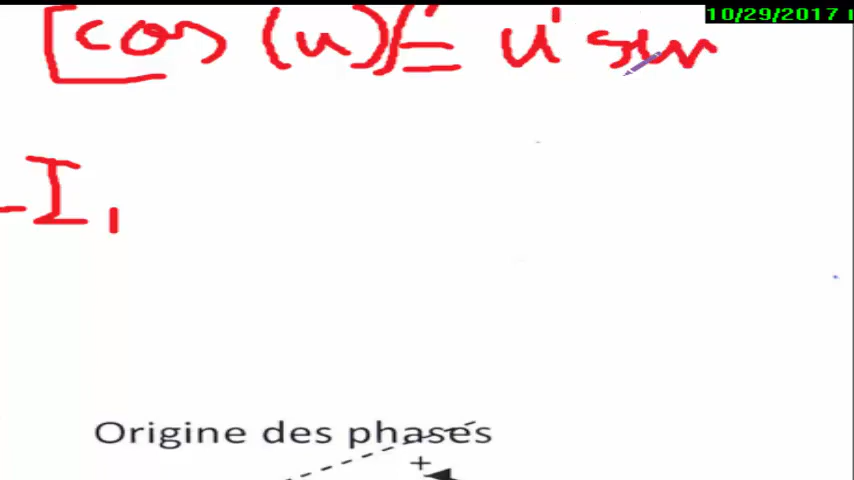 10/29/2017
[cos (u)]' = u' sin
-I₁
Origine des phases
+